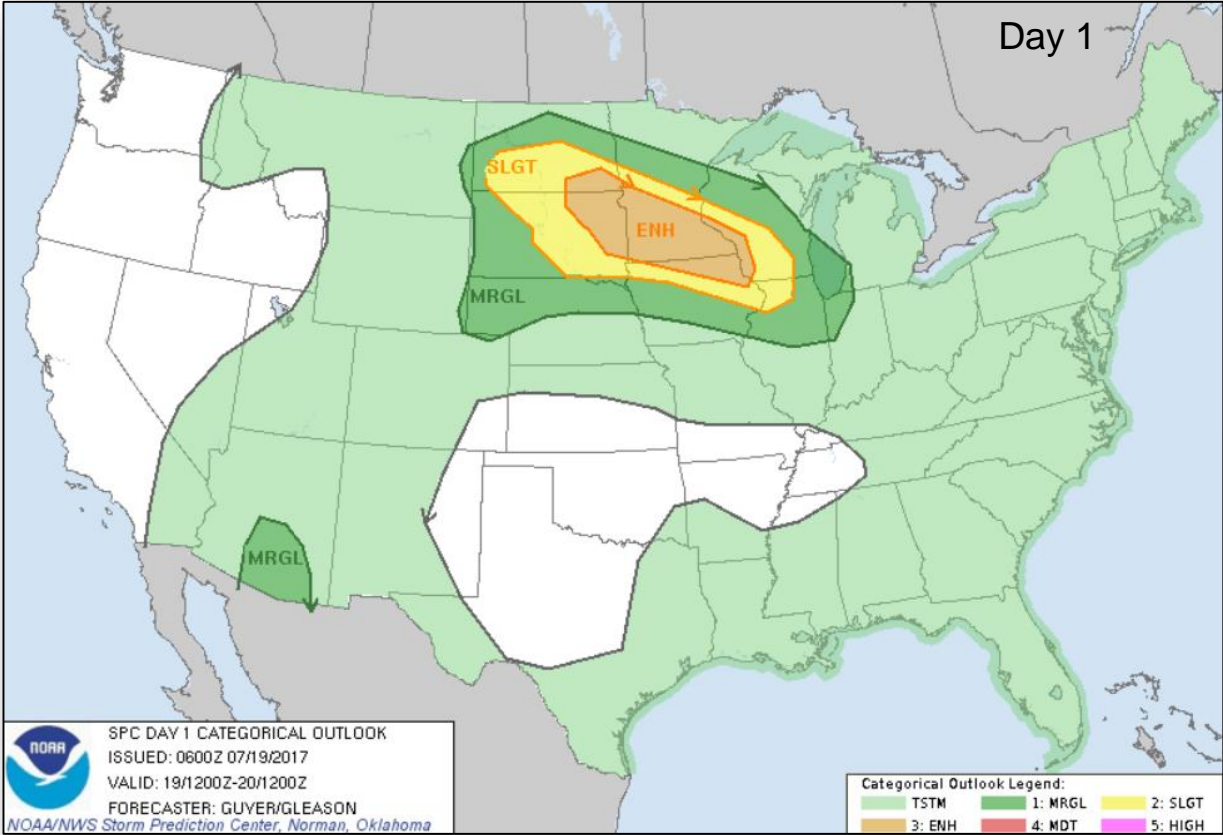 Day 1
SLGT
ENH
MRGL
MRGL
NOAA
SPC DAY 1 CATEGORICAL OUTLOOK
ISSUED: 0600Z 07/19/2017
VALID: 19/1200Z-20/1200Z
FORECASTER: GUYER/GLEASON
NOAA/NWS Storm Prediction Center, Norman, Oklahoma
Categorical Outlook Legend:
TSTM 1: MRGL 2: SLGT
3: ENH 4: MDT 5: HIGH